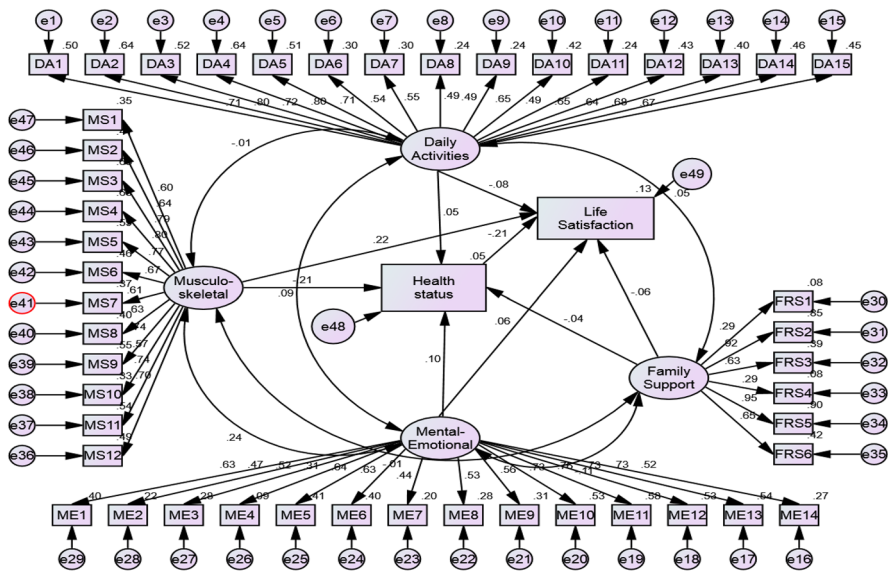 e1 e2 e3 e4 e5 e6 e7 e8 e9 e10 e11 e12 e13 e14 e15
.50 .64 .52 .64 .51 .30 .30 .24 .24 .42 .24 .43 .40 .46 .45
DA1 DA2 DA3 DA4 DA5 DA6 DA7 DA8 DA9 DA10 DA11 DA12 DA13 DA14 DA15
.71 .80 .72 .80 .71 .54 .55 .49 .49 .65 .49 .65 .64 .68 .67
.35
e47 MS1
e46 MS2
e45 MS3
e44 MS4
e43 MS5
e42 MS6
e41 MS7
e40 MS8
e39 MS9
e38 MS10
e37 MS11
e36 MS12
.60
.64
.79
.80
.77
.67
.61
.63
.57
.74
.70
.46
.37
.40
.55
.33
.54
.49
Daily
Activities
-.01
e49
.13
.05
-.08
Life
Satisfaction
.05
-.21
.22
.05
Musculo-
skeletal
-.21
.09
Health
status
e48
.06
-.06
-.04
.10
Family
Support
.08
FRS1 e30
.85
FRS2 e31
.39
FRS3 e32
.08
FRS4 e33
.90
FRS5 e34
.42
FRS6 e35
.29
.92
.63
.29
.95
.65
Mental-
Emotional
.24
.63 .47 .52 .31 .04 .63 -.01 .44 .53 .56 .73 .73 .73 .52
.40 .22 .28 .09 .41 .40 .20 .28 .31 .53 .58 .53 .54 .27
ME1 ME2 ME3 ME4 ME5 ME6 ME7 ME8 ME9 ME10 ME11 ME12 ME13 ME14
e29 e28 e27 e26 e25 e24 e23 e22 e21 e20 e19 e18 e17 e16